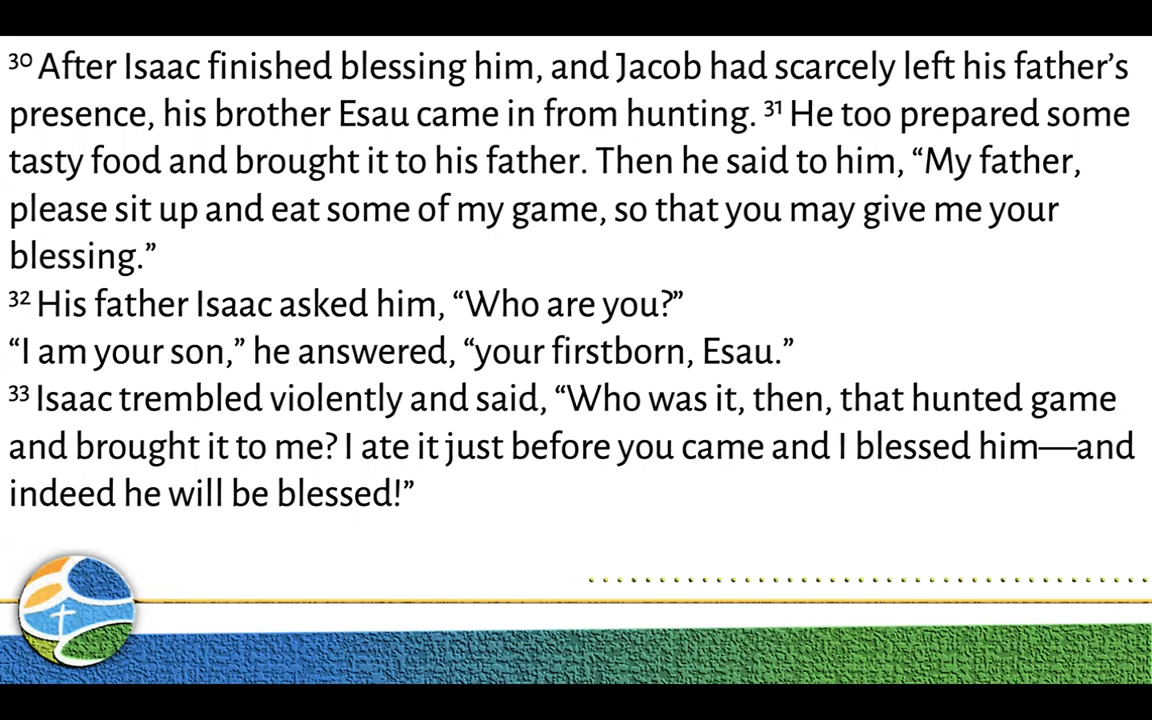 ³⁰ After Isaac finished blessing him, and Jacob had scarcely left his father’s
presence, his brother Esau came in from hunting. ³¹ He too prepared some
tasty food and brought it to his father. Then he said to him, “My father,
please sit up and eat some of my game, so that you may give me your
blessing.”
³² His father Isaac asked him, “Who are you?”
“I am your son,” he answered, “your firstborn, Esau.”
³³ Isaac trembled violently and said, “Who was it, then, that hunted game
and brought it to me? I ate it just before you came and I blessed him—and
indeed he will be blessed!”